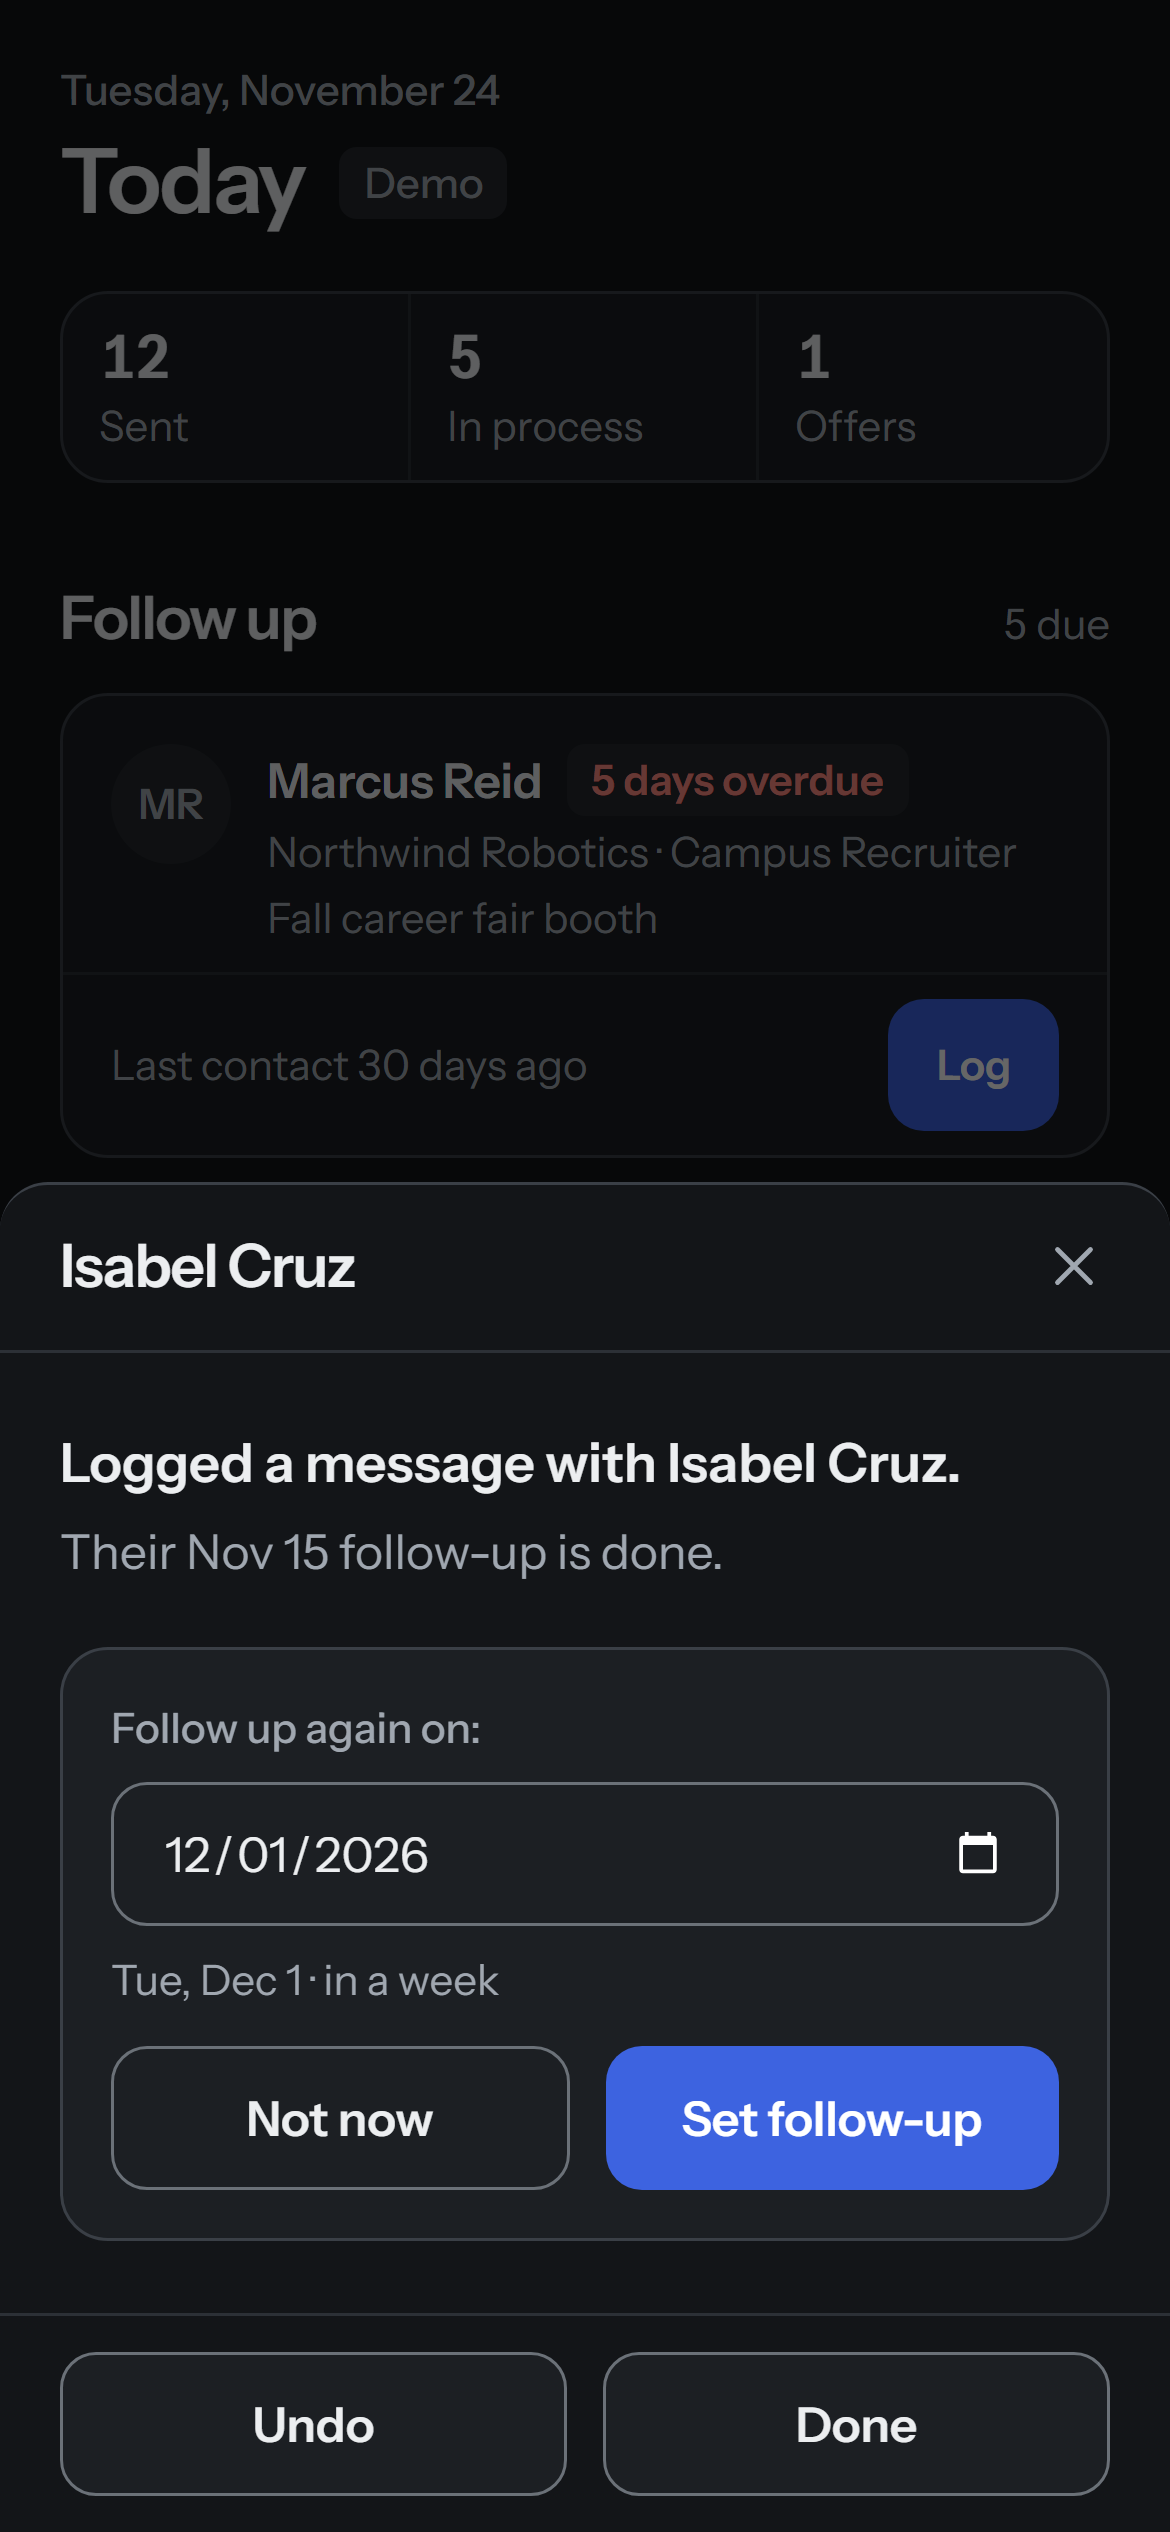 Tuesday, November 24
Today Demo
12 5 1
Sent In process Offers
Follow up 5 due
MR Marcus Reid 5 days overdue
Northwind Robotics · Campus Recruiter
Fall career fair booth
Last contact 30 days ago Log
Isabel Cruz
Logged a message with Isabel Cruz.
Their Nov 15 follow-up is done.
Follow up again on:
12/01/2026
Tue, Dec 1 · in a week
Not now Set follow-up
Undo Done